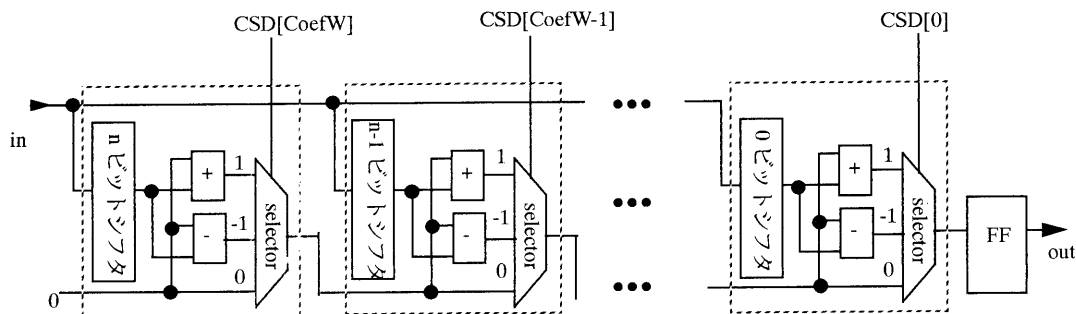 CSD[CoefW]
CSD[CoefW-1]
CSD[0]
in
n ビットシフタ
+
-
1
-1
0
selector
0
n-1 ビットシフタ
+
-
1
-1
0
selector
0 ビットシフタ
+
-
1
-1
0
selector
FF
out